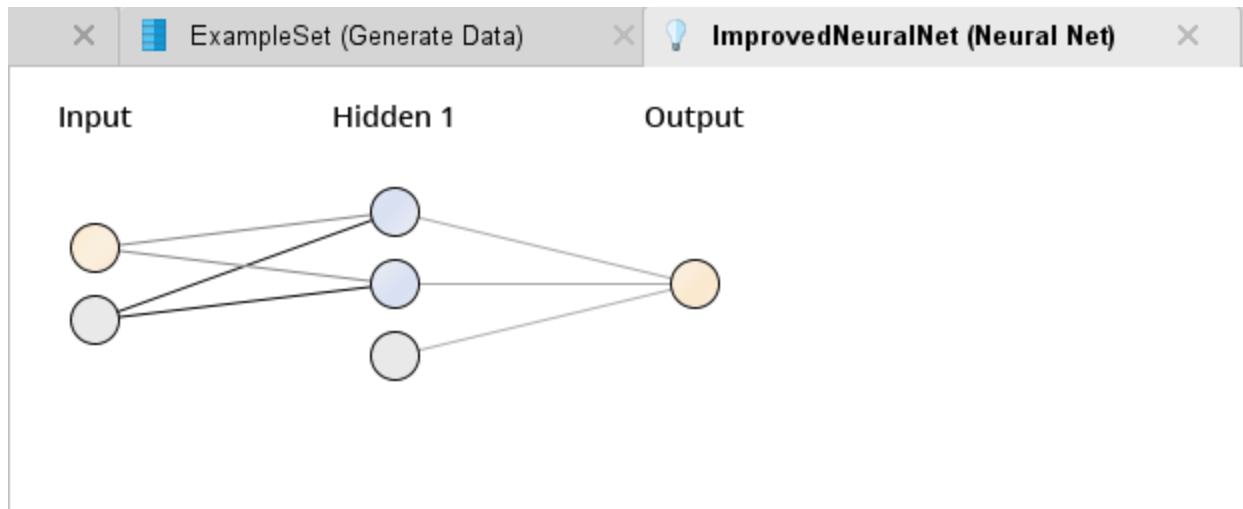 ExampleSet (Generate Data) ImprovedNeuralNet (Neural Net)
Input Hidden 1 Output